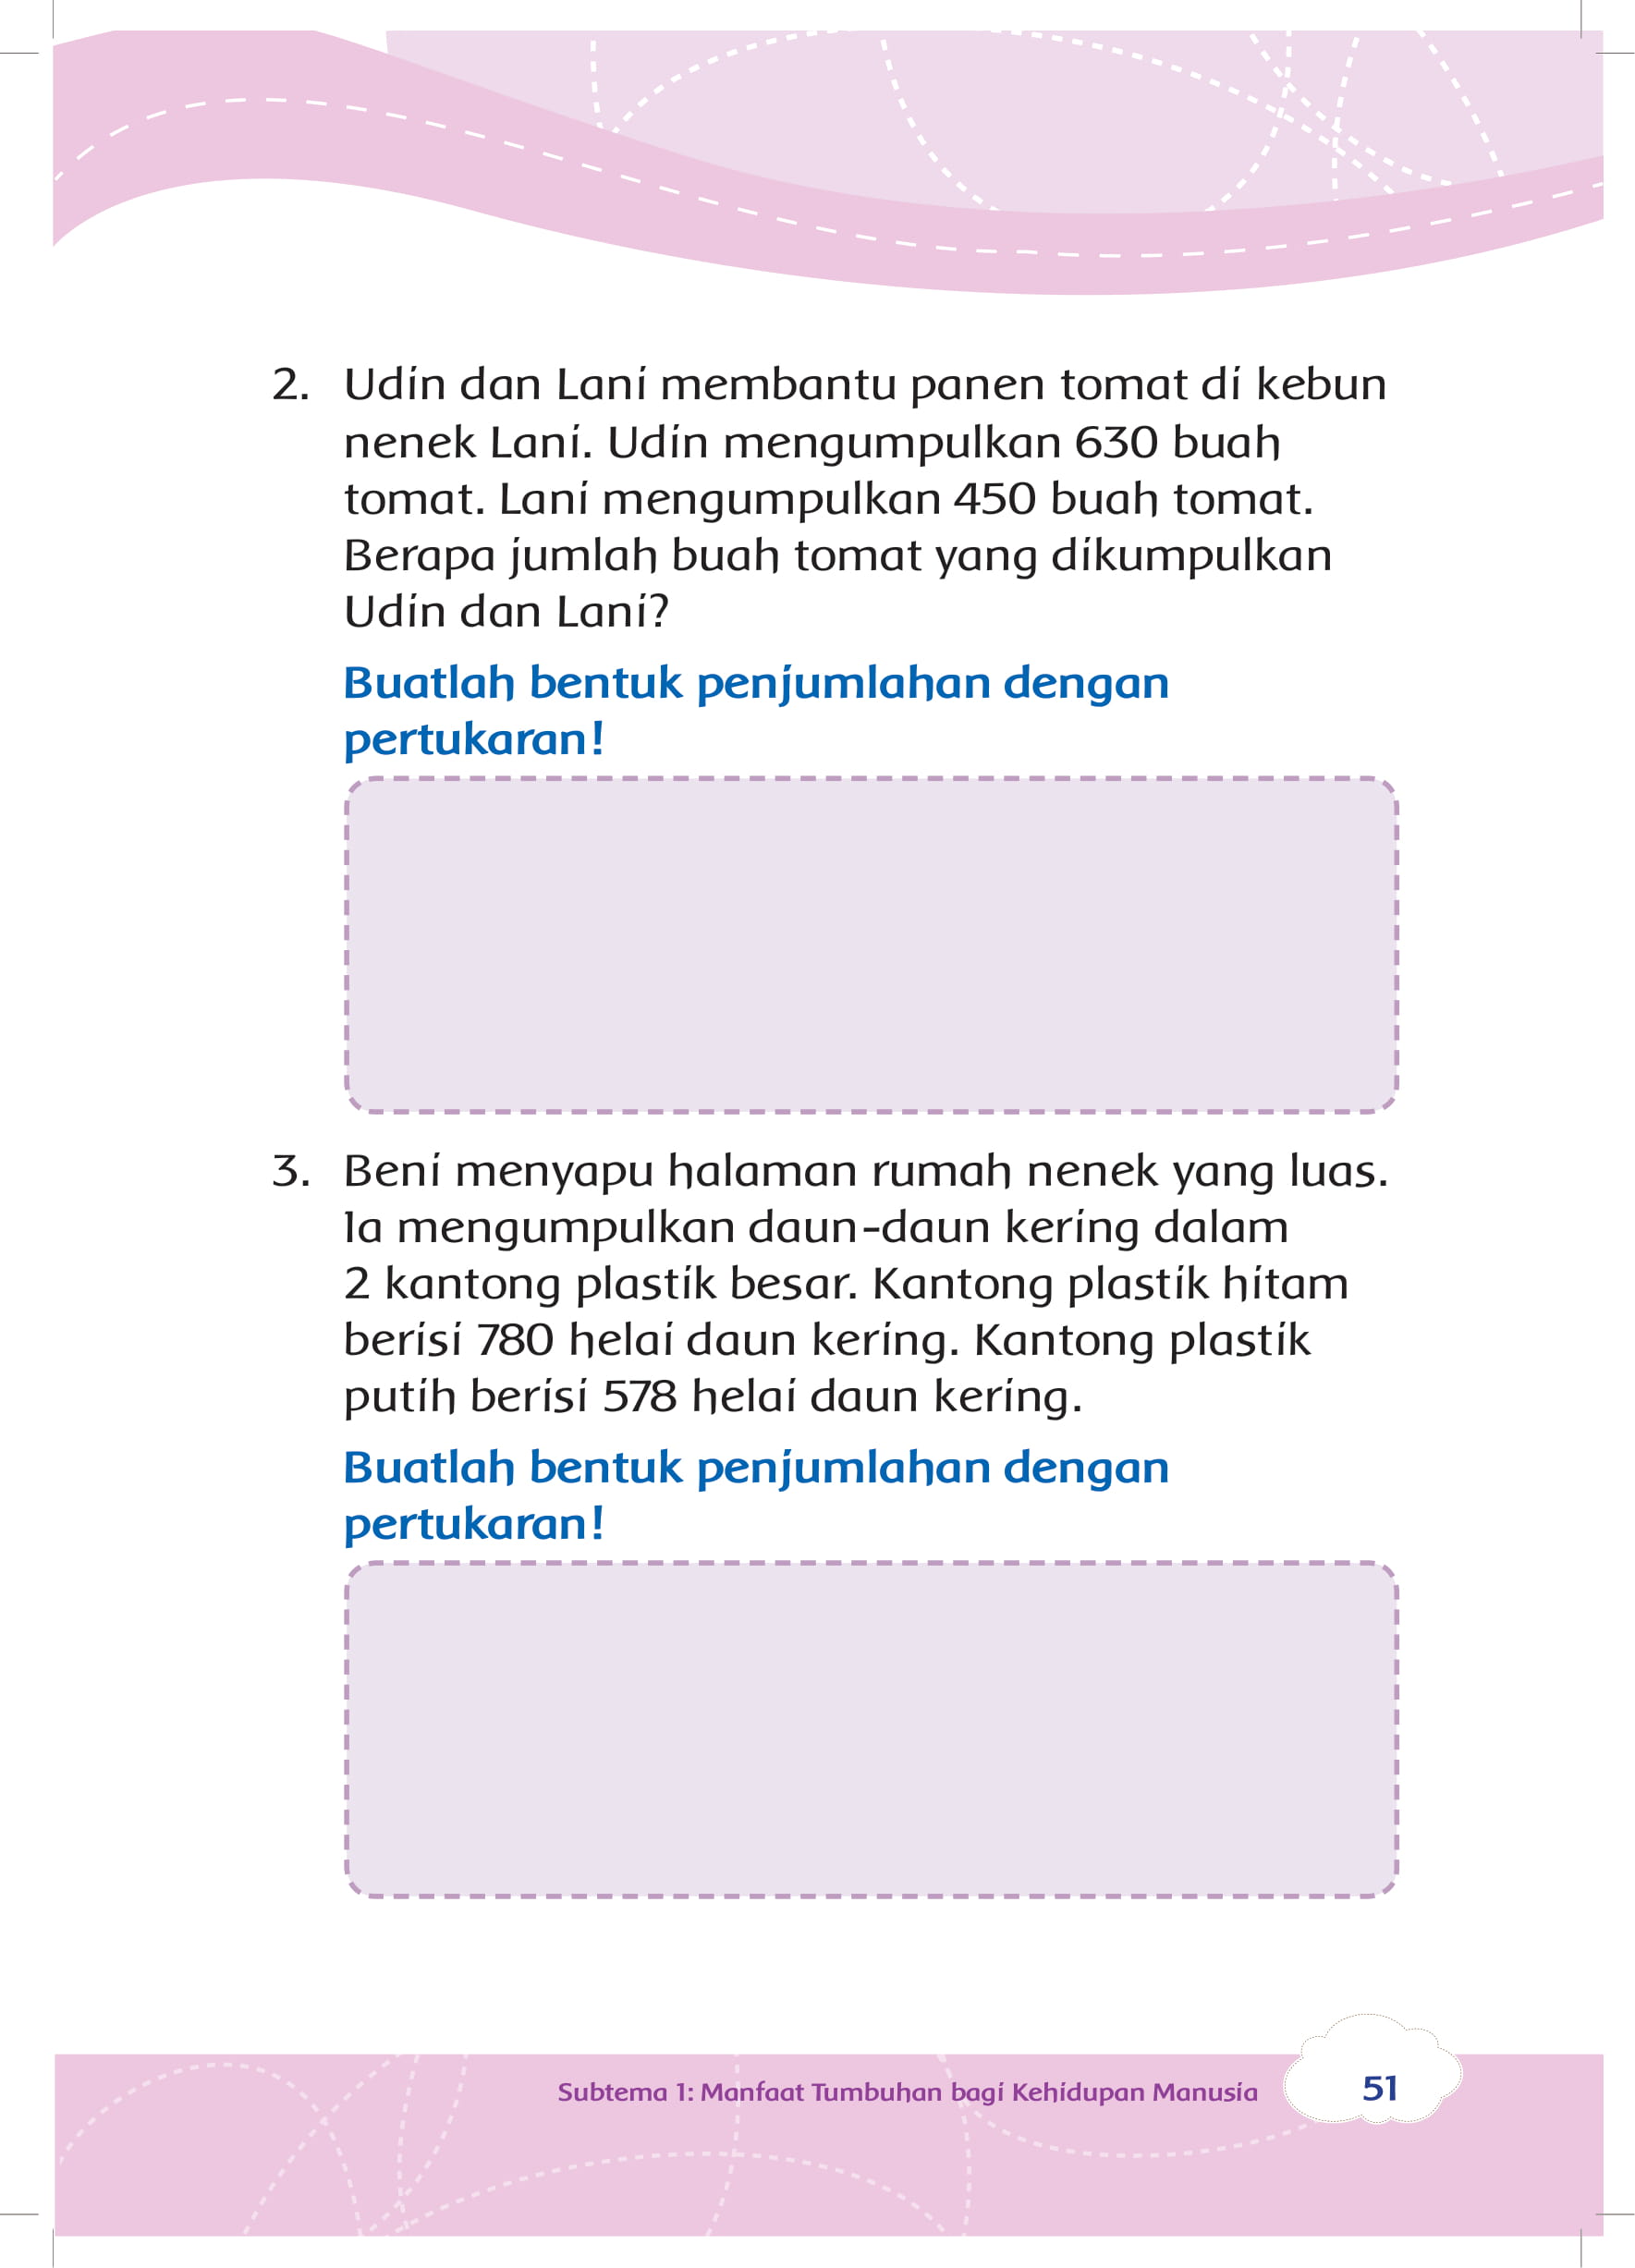 2. Udin dan Lani membantu panen tomat di kebun
nenek Lani. Udin mengumpulkan 630 buah
tomat. Lani mengumpulkan 450 buah tomat.
Berapa jumlah buah tomat yang dikumpulkan
Udin dan Lani?
Buatlah bentuk penjumlahan dengan
pertukaran!
3. Beni menyapu halaman rumah nenek yang luas.
Ia mengumpulkan daun-daun kering dalam
2 kantong plastik besar. Kantong plastik hitam
berisi 780 helai daun kering. Kantong plastik
putih berisi 578 helai daun kering.
Buatlah bentuk penjumlahan dengan
pertukaran!
Subtema 1: Manfaat Tumbuhan bagi Kehidupan Manusia
51